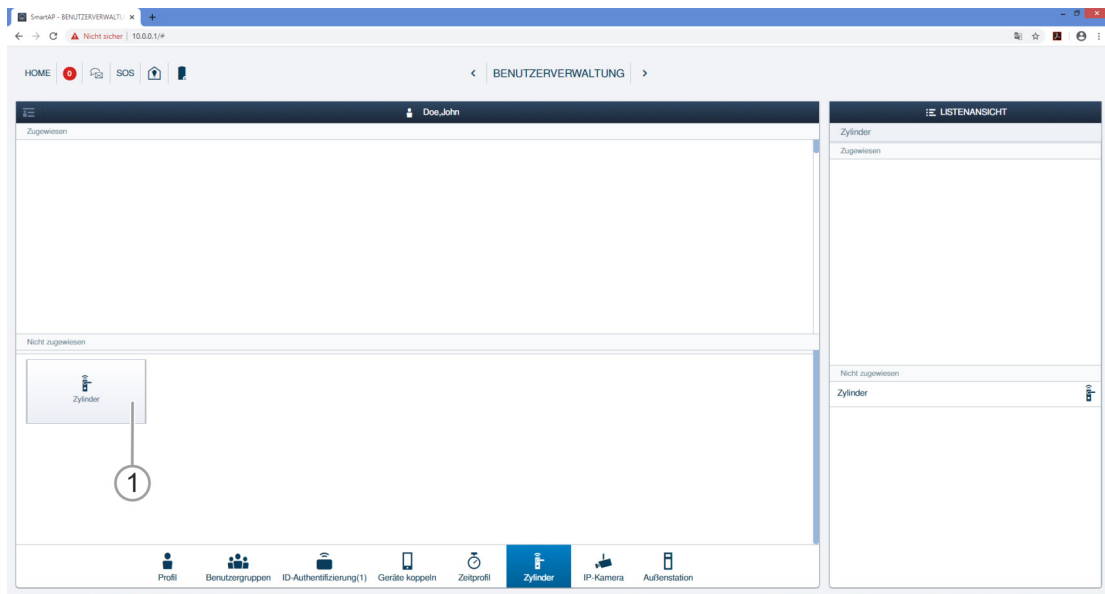 SmartAP - BENUTZERVERWALTU
Nicht sicher 10.0.0.1/#
HOME 0 SOS < BENUTZERVERWALTUNG >
Doe,John
LISTENANSICHT
Zugewiesen
Zylinder
Zugewiesen
Nicht zugewiesen
Zylinder
1
Nicht zugewiesen
Zylinder
Profil Benutzergruppen ID-Authentifizierung(1) Geräte koppeln Zeitprofil Zylinder IP-Kamera Außenstation